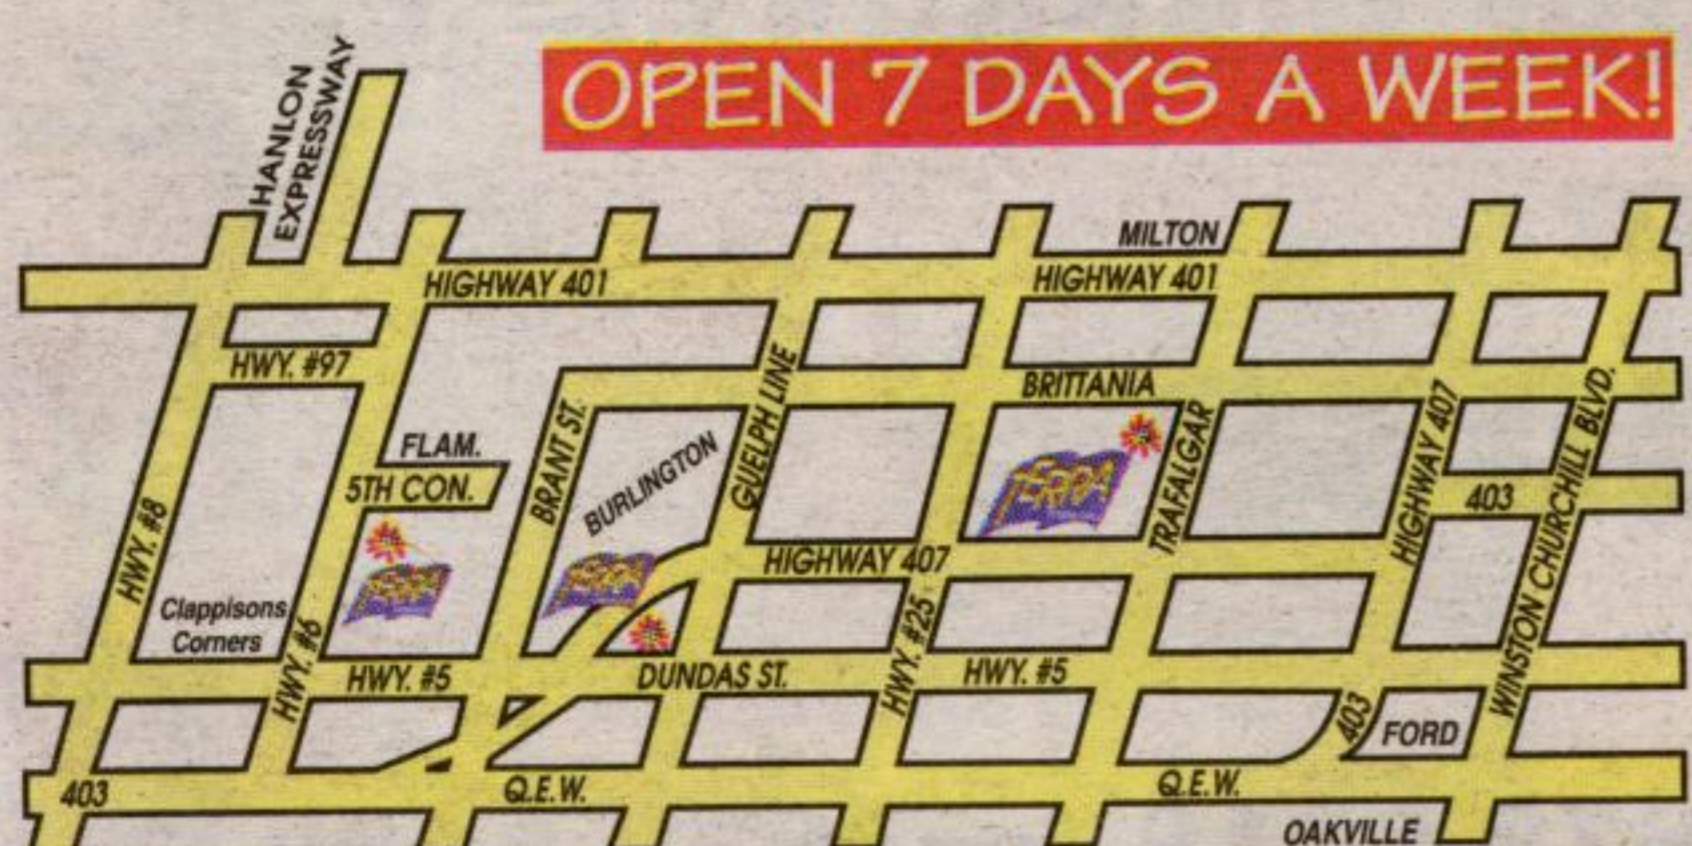 OPEN 7 DAYS A WEEK!
HANLON
EXPRESSWAY
MILTON
HIGHWAY 401
HIGHWAY 401
HWY. #97
BRITTANIA
GUELPH LINE
BRANT ST.
FLAM.
5TH CON.
BURLINGTON
TERRA
TRAFALGAR
HIGHWAY 407
WINSTON CHURCHILL BLVD.
403
HWY. #8
HIGHWAY 407
TERRA
TERRA
Clappisons
Corners
HWY. #6
HWY. #25
HWY. #5
DUNDAS ST.
HWY. #5
403
FORD
403
Q.E.W.
Q.E.W.
OAKVILLE